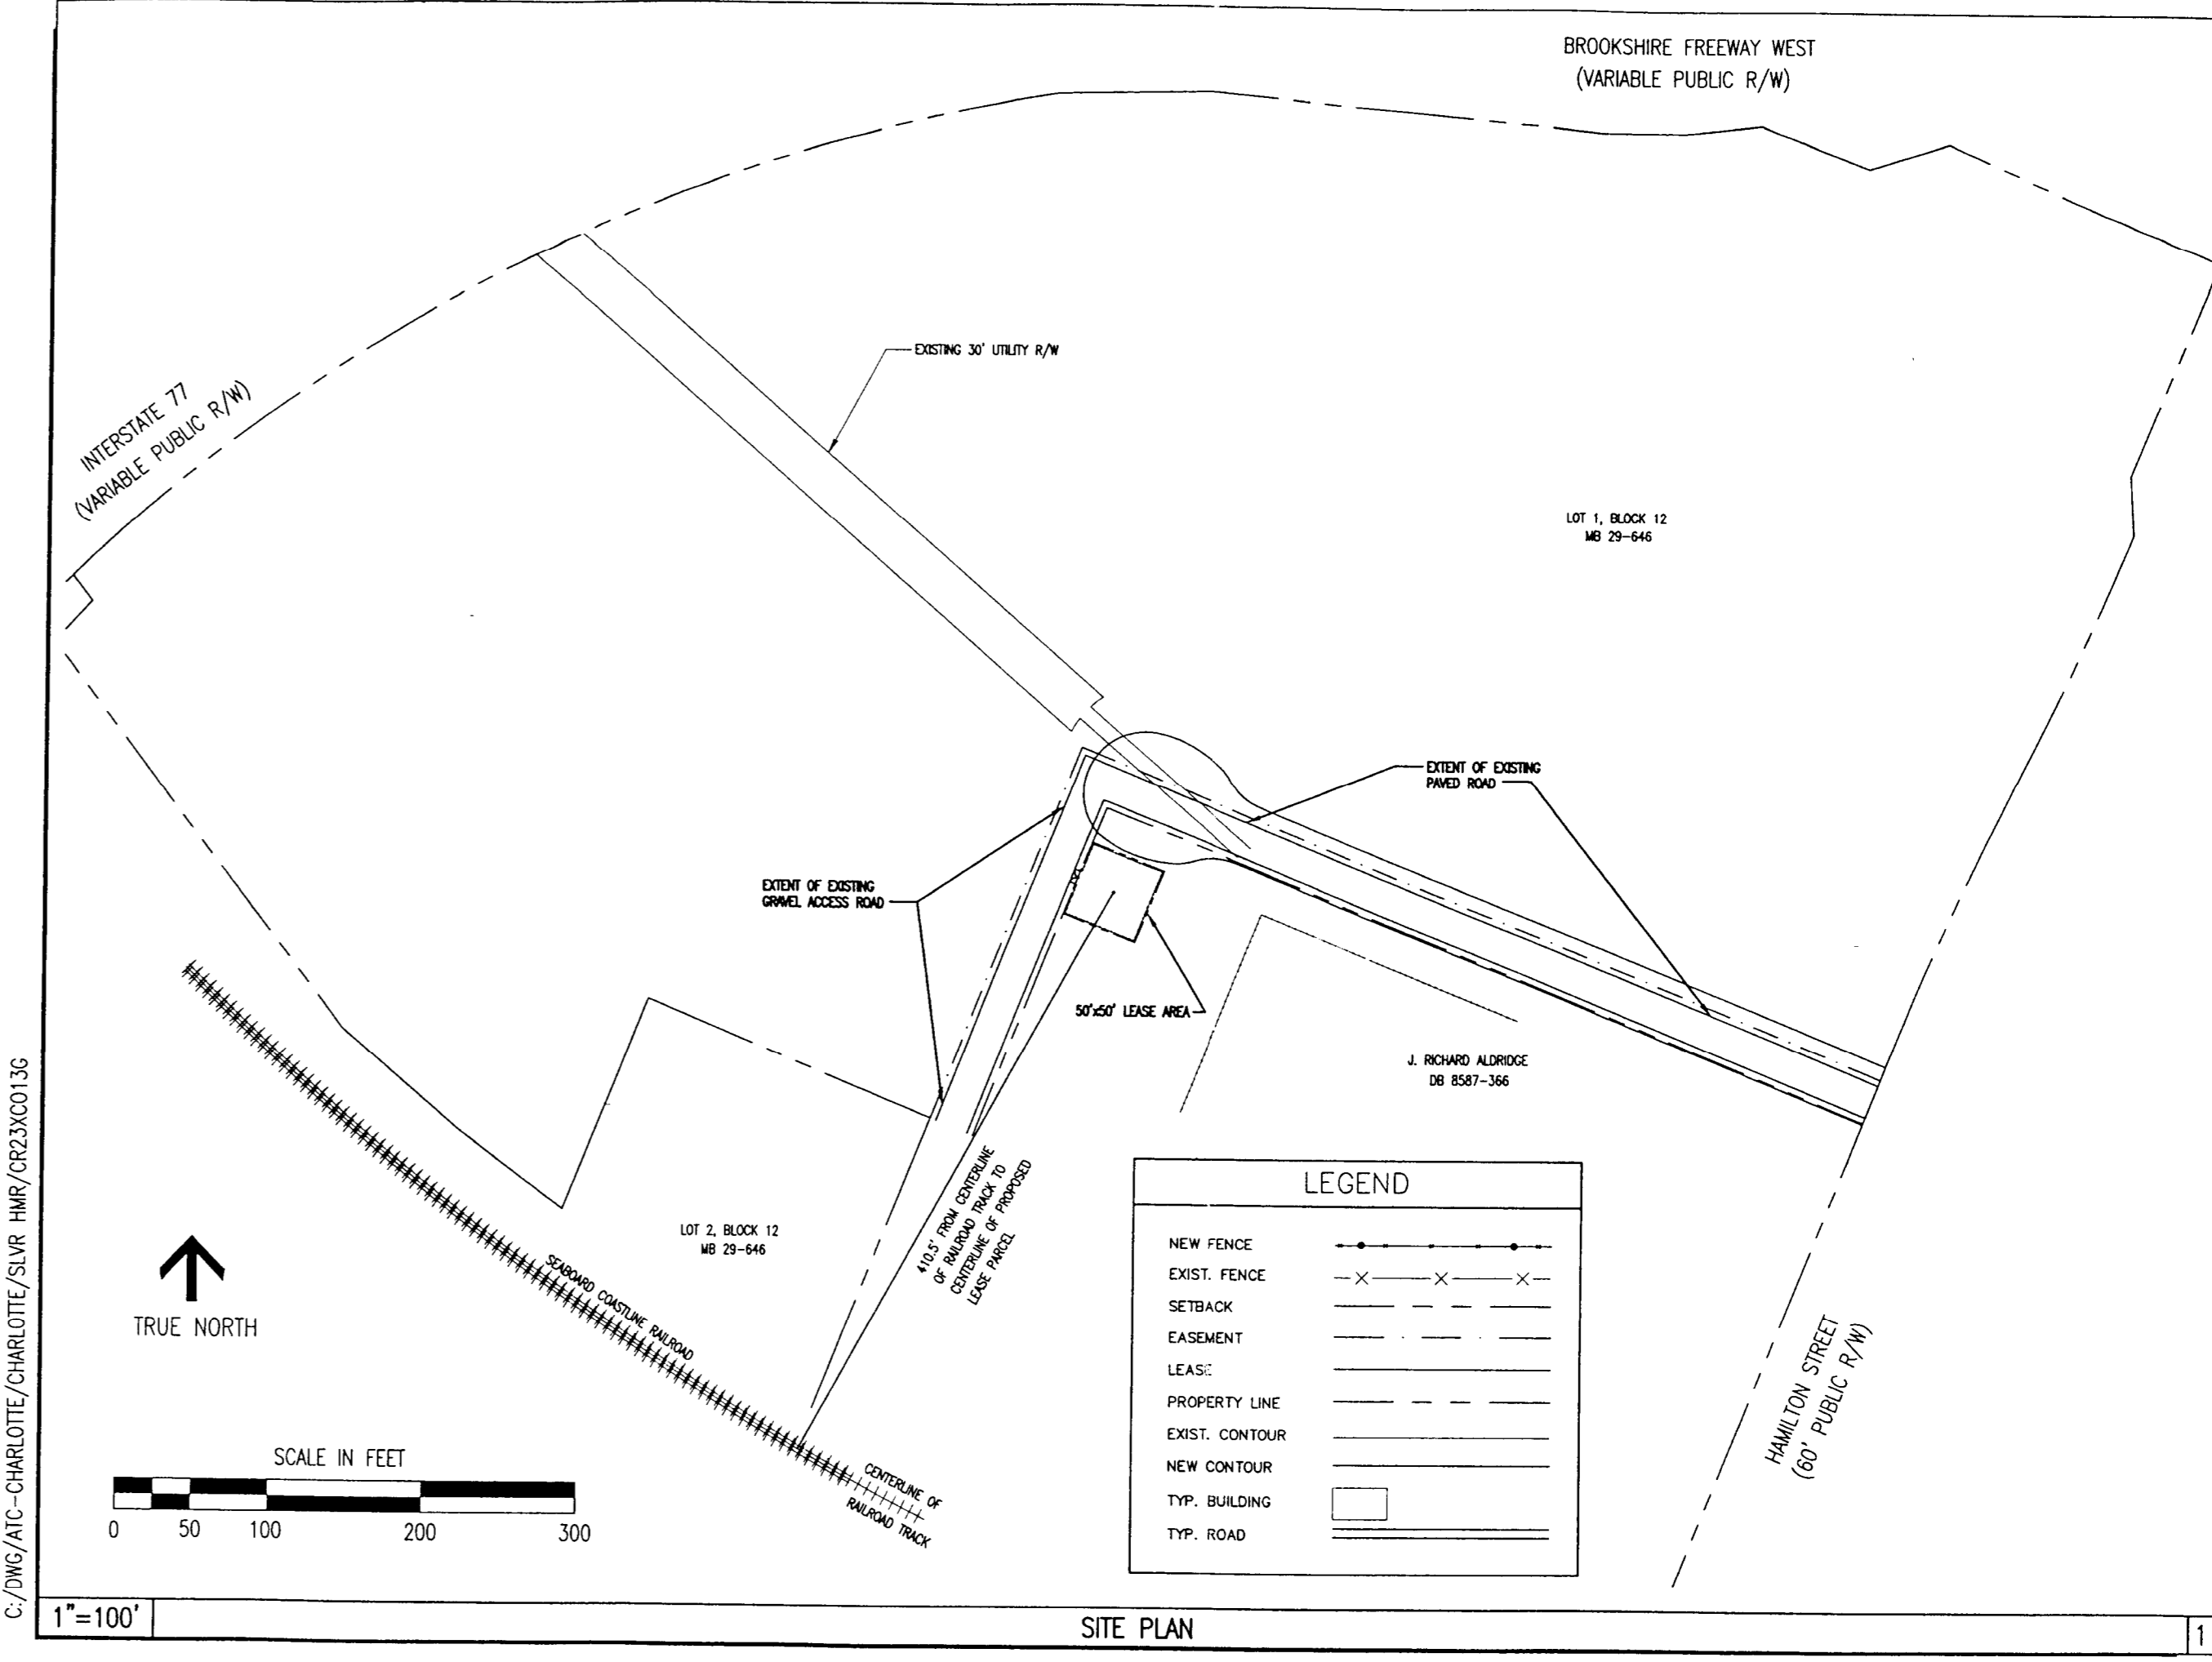 BROOKSHIRE FREEWAY WEST
(VARIABLE PUBLIC R/W)
INTERSTATE 77
(VARIABLE PUBLIC R/W)
EXISTING 30' UTILITY R/W
LOT 1, BLOCK 12
MB 29-646
EXTENT OF EXISTING
PAVED ROAD
EXTENT OF EXISTING
GRAVEL ACCESS ROAD
50'x50' LEASE AREA
J. RICHARD ALDRIDGE
DB 8587-366
410.5' FROM CENTERLINE
OF RAILROAD TRACK TO
CENTERLINE OF PROPOSED
LEASE PARCEL
LOT 2, BLOCK 12
MB 29-646
SEABOARD COASTLINE RAILROAD
CENTERLINE OF
RAILROAD TRACK
HAMILTON STREET
(60' PUBLIC R/W)
LEGEND
NEW FENCE
EXIST. FENCE
SETBACK
EASEMENT
LEASE
PROPERTY LINE
EXIST. CONTOUR
NEW CONTOUR
TYP. BUILDING
TYP. ROAD
TRUE NORTH
SCALE IN FEET
0 50 100 200 300
C:/DWG/ATC-CHARLOTTE/CHARLOTTE/SLVR HMR/CR23XC013G
1"=100'
SITE PLAN
1